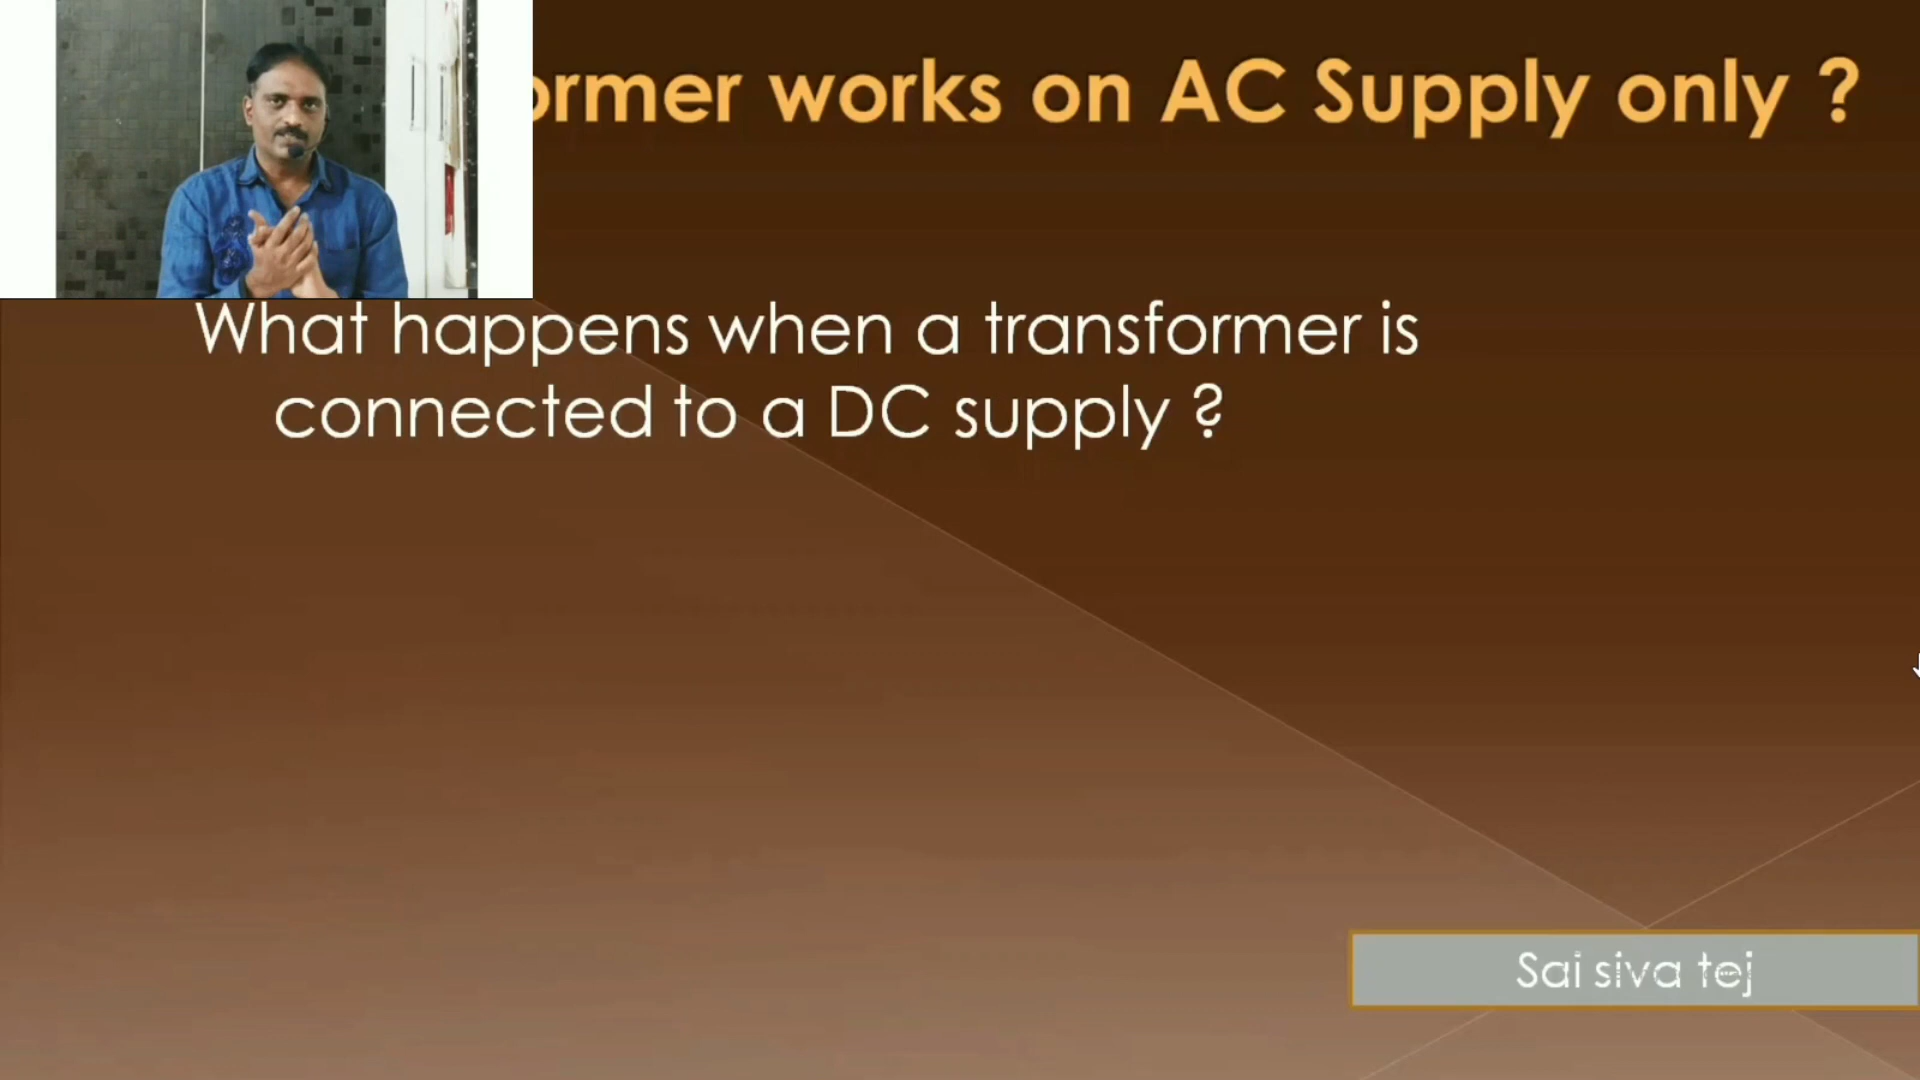 ormer works on AC Supply only ?
What happens when a transformer is
connected to a DC supply ?
Sai siva tej